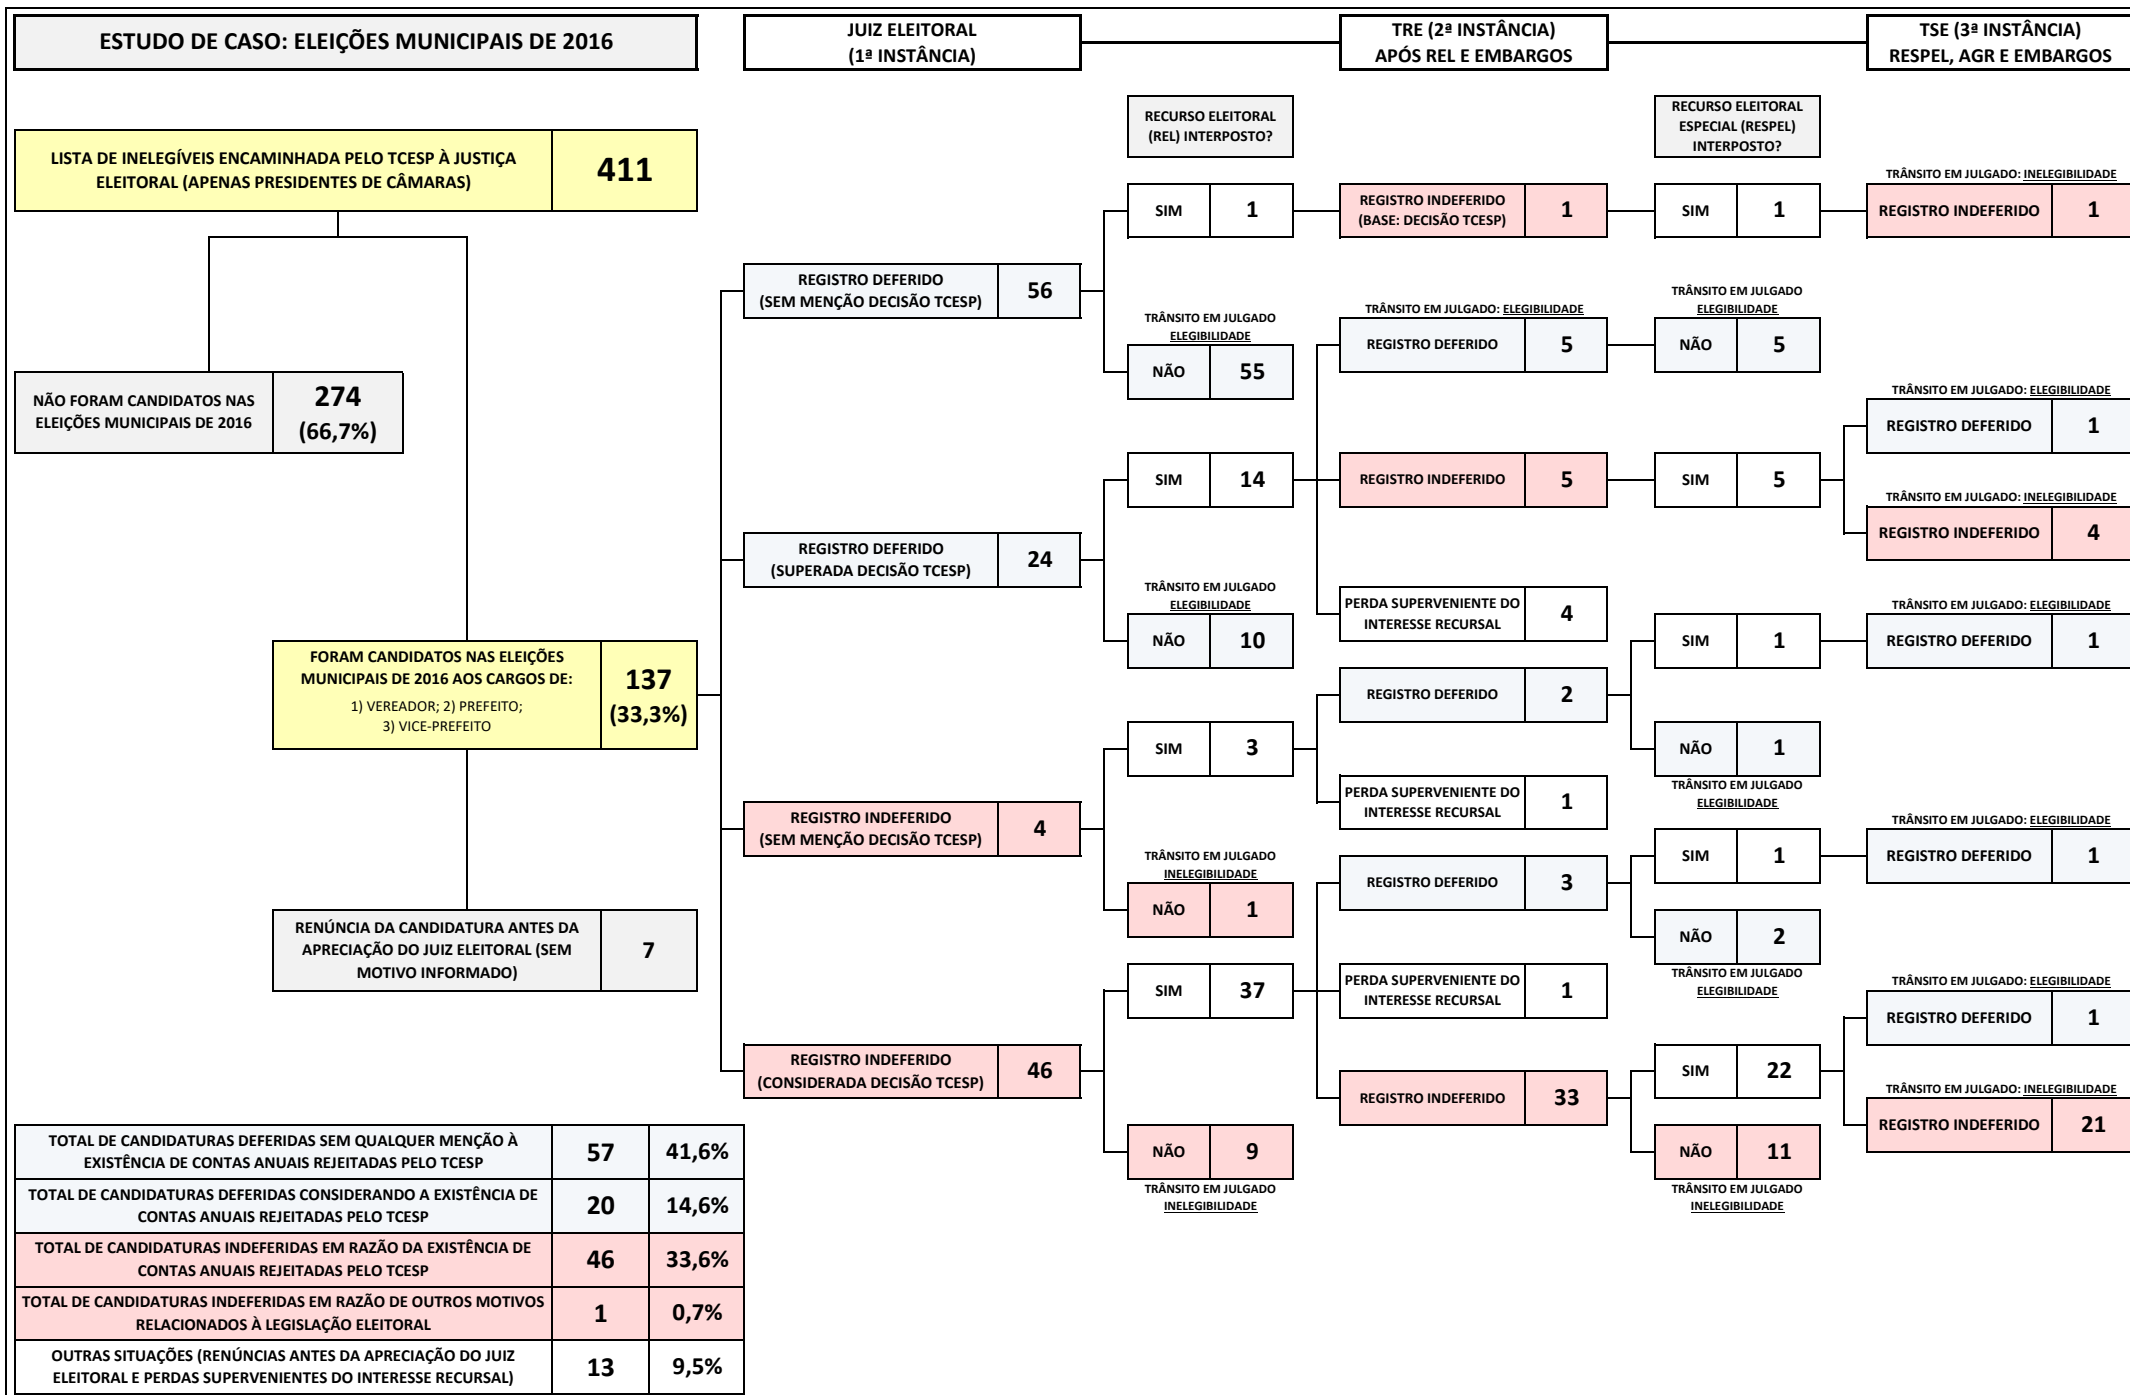 ESTUDO DE CASO: ELEIÇÕES MUNICIPAIS DE 2016
JUIZ ELEITORAL
(1ª INSTÂNCIA)
TRE (2ª INSTÂNCIA)
APÓS REL E EMBARGOS
TSE (3ª INSTÂNCIA)
RESPEL, AGR E EMBARGOS
RECURSO ELEITORAL
(REL) INTERPOSTO?
RECURSO ELEITORAL
ESPECIAL (RESPEL)
INTERPOSTO?
LISTA DE INELEGÍVEIS ENCAMINHADA PELO TCESP À JUSTIÇA
ELEITORAL (APENAS PRESIDENTES DE CÂMARAS)
411
NÃO FORAM CANDIDATOS NAS
ELEIÇÕES MUNICIPAIS DE 2016
274
(66,7%)
FORAM CANDIDATOS NAS ELEIÇÕES
MUNICIPAIS DE 2016 AOS CARGOS DE:
1) VEREADOR; 2) PREFEITO;
3) VICE-PREFEITO
137
(33,3%)
RENÚNCIA DA CANDIDATURA ANTES DA
APRECIAÇÃO DO JUIZ ELEITORAL (SEM
MOTIVO INFORMADO)
7
REGISTRO DEFERIDO
(SEM MENÇÃO DECISÃO TCESP)
56
REGISTRO DEFERIDO
(SUPERADA DECISÃO TCESP)
24
REGISTRO INDEFERIDO
(SEM MENÇÃO DECISÃO TCESP)
4
REGISTRO INDEFERIDO
(CONSIDERADA DECISÃO TCESP)
46
SIM 1
TRÂNSITO EM JULGADO
ELEGIBILIDADE
NÃO 55
SIM 14
TRÂNSITO EM JULGADO
ELEGIBILIDADE
NÃO 10
SIM 3
TRÂNSITO EM JULGADO
INELEGIBILIDADE
NÃO 1
SIM 37
NÃO 9
TRÂNSITO EM JULGADO
INELEGIBILIDADE
REGISTRO INDEFERIDO
(BASE: DECISÃO TCESP)
1
TRÂNSITO EM JULGADO: ELEGIBILIDADE
REGISTRO DEFERIDO 5
REGISTRO INDEFERIDO 5
PERDA SUPERVENIENTE DO
INTERESSE RECURSAL
4
REGISTRO DEFERIDO 2
PERDA SUPERVENIENTE DO
INTERESSE RECURSAL
1
REGISTRO DEFERIDO 3
PERDA SUPERVENIENTE DO
INTERESSE RECURSAL
1
REGISTRO INDEFERIDO 33
SIM 1
TRÂNSITO EM JULGADO
ELEGIBILIDADE
NÃO 5
SIM 5
SIM 1
NÃO 1
TRÂNSITO EM JULGADO
ELEGIBILIDADE
SIM 1
NÃO 2
TRÂNSITO EM JULGADO
ELEGIBILIDADE
SIM 22
NÃO 11
TRÂNSITO EM JULGADO
INELEGIBILIDADE
TRÂNSITO EM JULGADO: INELEGIBILIDADE
REGISTRO INDEFERIDO 1
TRÂNSITO EM JULGADO: ELEGIBILIDADE
REGISTRO DEFERIDO 1
TRÂNSITO EM JULGADO: INELEGIBILIDADE
REGISTRO INDEFERIDO 4
TRÂNSITO EM JULGADO: ELEGIBILIDADE
REGISTRO DEFERIDO 1
TRÂNSITO EM JULGADO: ELEGIBILIDADE
REGISTRO DEFERIDO 1
TRÂNSITO EM JULGADO: ELEGIBILIDADE
REGISTRO DEFERIDO 1
TRÂNSITO EM JULGADO: INELEGIBILIDADE
REGISTRO INDEFERIDO 21
TOTAL DE CANDIDATURAS DEFERIDAS SEM QUALQUER MENÇÃO À
EXISTÊNCIA DE CONTAS ANUAIS REJEITADAS PELO TCESP
57 41,6%
TOTAL DE CANDIDATURAS DEFERIDAS CONSIDERANDO A EXISTÊNCIA DE
CONTAS ANUAIS REJEITADAS PELO TCESP
20 14,6%
TOTAL DE CANDIDATURAS INDEFERIDAS EM RAZÃO DA EXISTÊNCIA DE
CONTAS ANUAIS REJEITADAS PELO TCESP
46 33,6%
TOTAL DE CANDIDATURAS INDEFERIDAS EM RAZÃO DE OUTROS MOTIVOS
RELACIONADOS À LEGISLAÇÃO ELEITORAL
1 0,7%
OUTRAS SITUAÇÕES (RENÚNCIAS ANTES DA APRECIAÇÃO DO JUIZ
ELEITORAL E PERDAS SUPERVENIENTES DO INTERESSE RECURSAL)
13 9,5%